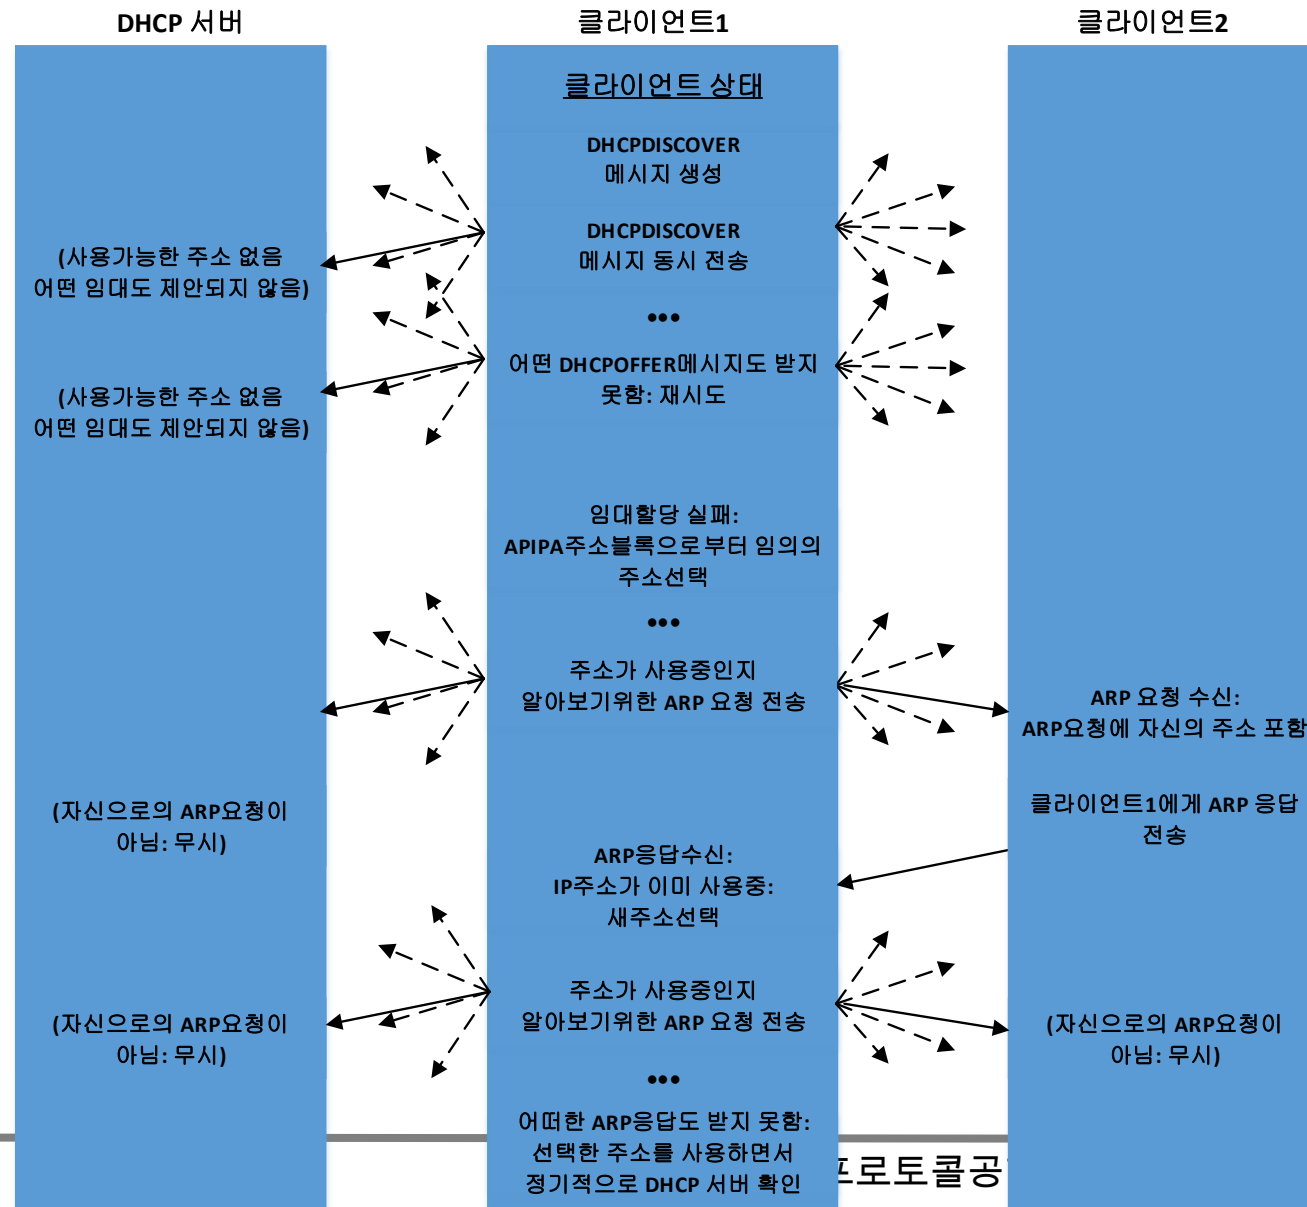 DHCP 서버
클라이언트1
클라이언트2
클라이언트 상태
DHCPDISCOVER
메시지 생성
DHCPDISCOVER
메시지 동시 전송
(사용가능한 주소 없음
어떤 임대도 제안되지 않음)
•••
어떤 DHCPOFFER메시지도 받지
못함: 재시도
(사용가능한 주소 없음
어떤 임대도 제안되지 않음)
임대할당 실패:
APIPA주소블록으로부터 임의의
주소선택
•••
주소가 사용중인지
알아보기위한 ARP 요청 전송
ARP 요청 수신:
ARP요청에 자신의 주소 포함
(자신으로의 ARP요청이
아님: 무시)
클라이언트1에게 ARP 응답
전송
ARP응답수신:
IP주소가 이미 사용중:
새주소선택
주소가 사용중인지
알아보기위한 ARP 요청 전송
(자신으로의 ARP요청이
아님: 무시)
(자신으로의 ARP요청이
아님: 무시)
•••
어떠한 ARP응답도 받지 못함:
선택한 주소를 사용하면서
정기적으로 DHCP 서버 확인
프로토콜공